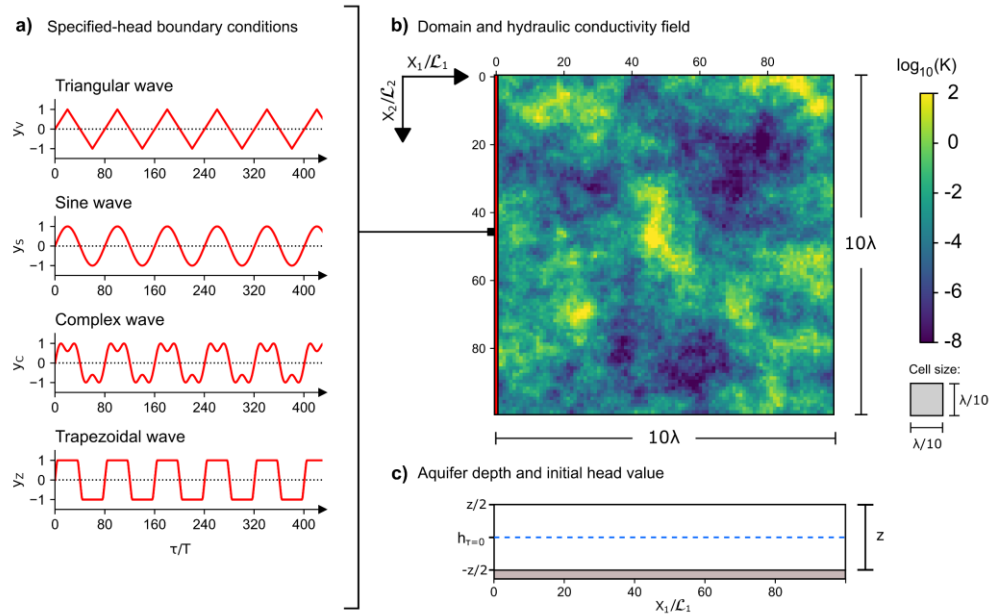 a) Specified-head boundary conditions
Triangular wave
1
0
−1
yv
0 80 160 240 320 400
Sine wave
1
0
−1
ys
0 80 160 240 320 400
Complex wave
1
0
−1
yc
0 80 160 240 320 400
Trapezoidal wave
1
0
−1
yz
0 80 160 240 320 400
τ/T
b) Domain and hydraulic conductivity field
X1/ℒ1
X2/ℒ2
0 20 40 60 80
0
20
40
60
80
10λ
10λ
log10(K)
2
0
-2
-4
-6
-8
Cell size:
λ/10
λ/10
c) Aquifer depth and initial head value
z/2
hτ=0
-z/2
z
0 20 40 60 80
X1/ℒ1